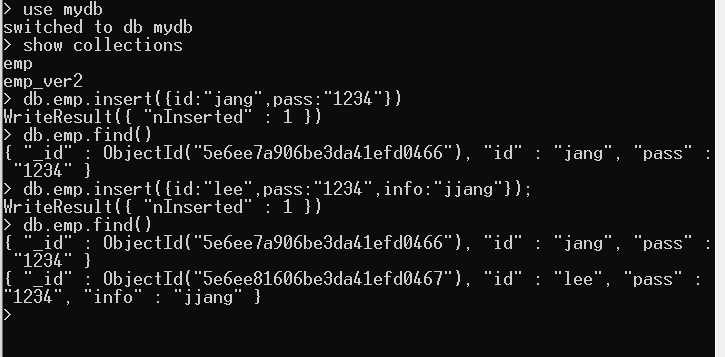 > use mydb
switched to db mydb
> show collections
emp
emp_ver2
> db.emp.insert({id:"jang",pass:"1234"})
WriteResult({ "nInserted" : 1 })
> db.emp.find()
{ "_id" : ObjectId("5e6ee7a906be3da41efd0466"), "id" : "jang", "pass" :
 "1234" }
> db.emp.insert({id:"lee",pass:"1234",info:"jjang"});
WriteResult({ "nInserted" : 1 })
> db.emp.find()
{ "_id" : ObjectId("5e6ee7a906be3da41efd0466"), "id" : "jang", "pass" :
 "1234" }
{ "_id" : ObjectId("5e6ee81606be3da41efd0467"), "id" : "lee", "pass" :
"1234", "info" : "jjang" }
>